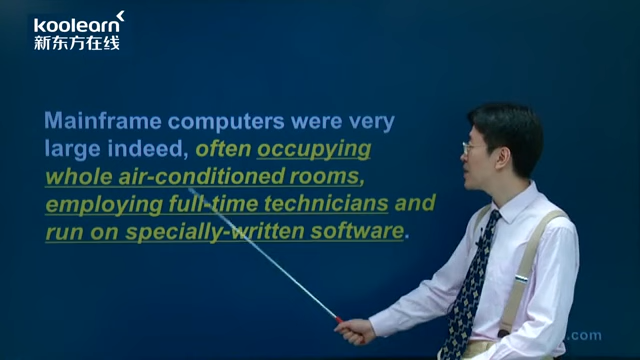 koolearn
新东方在线
Mainframe computers were very
large indeed, often occupying
whole air-conditioned rooms,
employing full-time technicians and
run on specially-written software.
.com